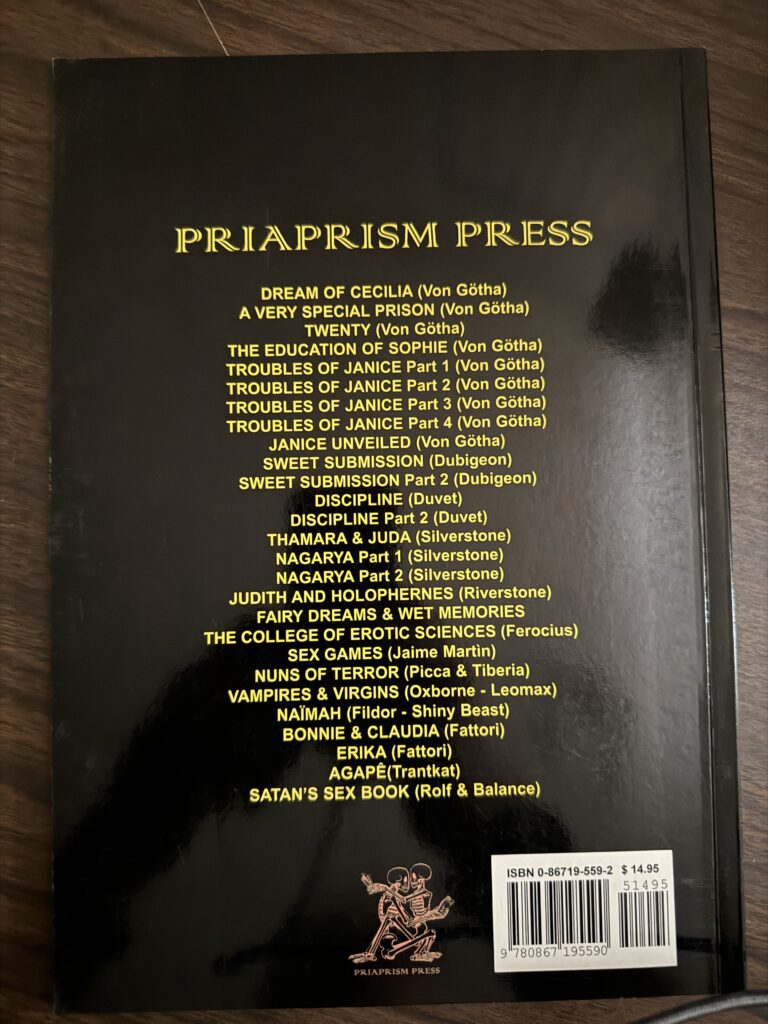 PRIAPRISM PRESS
DREAM OF CECILIA (Von Götha)
A VERY SPECIAL PRISON (Von Götha)
TWENTY (Von Götha)
THE EDUCATION OF SOPHIE (Von Götha)
TROUBLES OF JANICE Part 1 (Von Götha)
TROUBLES OF JANICE Part 2 (Von Götha)
TROUBLES OF JANICE Part 3 (Von Götha)
TROUBLES OF JANICE Part 4 (Von Götha)
JANICE UNVEILED (Von Götha)
SWEET SUBMISSION (Dubigeon)
SWEET SUBMISSION Part 2 (Dubigeon)
DISCIPLINE (Duvet)
DISCIPLINE Part 2 (Duvet)
THAMARA & JUDA (Silverstone)
NAGARYA Part 1 (Silverstone)
NAGARYA Part 2 (Silverstone)
JUDITH AND HOLOPHERNES (Riverstone)
FAIRY DREAMS & WET MEMORIES
THE COLLEGE OF EROTIC SCIENCES (Ferocius)
SEX GAMES (Jaime Martìn)
NUNS OF TERROR (Picca & Tiberia)
VAMPIRES & VIRGINS (Oxborne - Leomax)
NAÏMAH (Fildor - Shiny Beast)
BONNIE & CLAUDIA (Fattori)
ERIKA (Fattori)
AGAPÊ(Trantkat)
SATAN'S SEX BOOK (Rolf & Balance)
PRIAPRISM PRESS
ISBN 0-86719-559-2 $ 14.95
51495
9 780867 195590